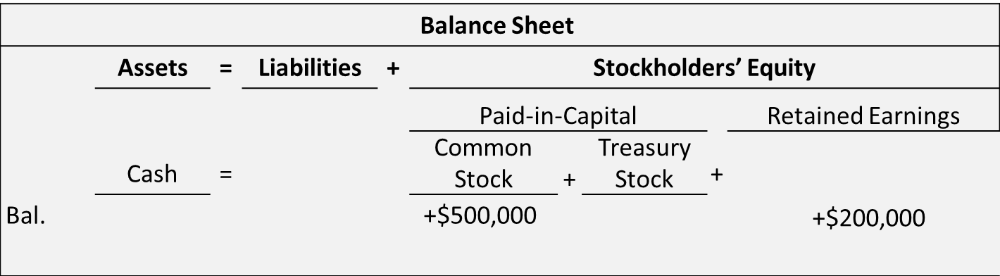 Balance Sheet
Assets = Liabilities + Stockholders’ Equity
Paid-in-Capital Retained Earnings
Common Treasury
Cash = Stock + Stock +
Bal. +$500,000 +$200,000